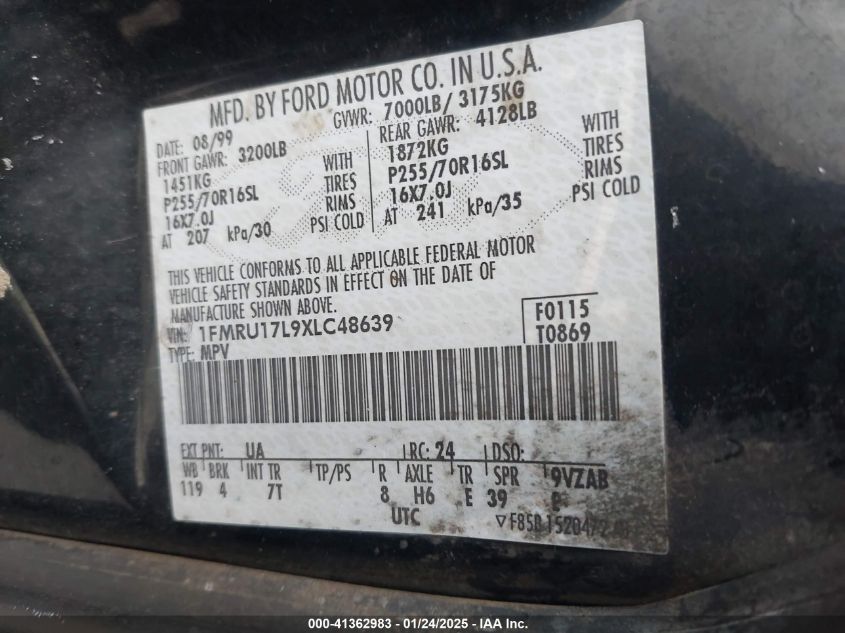 MFD. BY FORD MOTOR CO. IN U.S.A.
DATE: 08/99 GVWR: 7000LB/ 3175KG
FRONT GAWR: 3200LB REAR GAWR: 4128LB
1451KG WITH 1872KG WITH
P255/70R16SL TIRES P255/70R16SL TIRES
16X7.0J RIMS 16X7.0J RIMS
AT 207 kPa/30 PSI COLD AT 241 kPa/35 PSI COLD
THIS VEHICLE CONFORMS TO ALL APPLICABLE FEDERAL MOTOR
VEHICLE SAFETY STANDARDS IN EFFECT ON THE DATE OF
MANUFACTURE SHOWN ABOVE.
VIN: 1FMRU17L9XLC48639 F0115
TYPE: MPV T0869
EXT PNT: UA RC: 24 DSO:
WB BRK INT TR TP/PS R AXLE TR SPR 9VZAB
119 4 7T 8 H6 E 39
UTC
000-41362983 - 01/24/2025 - IAA Inc.